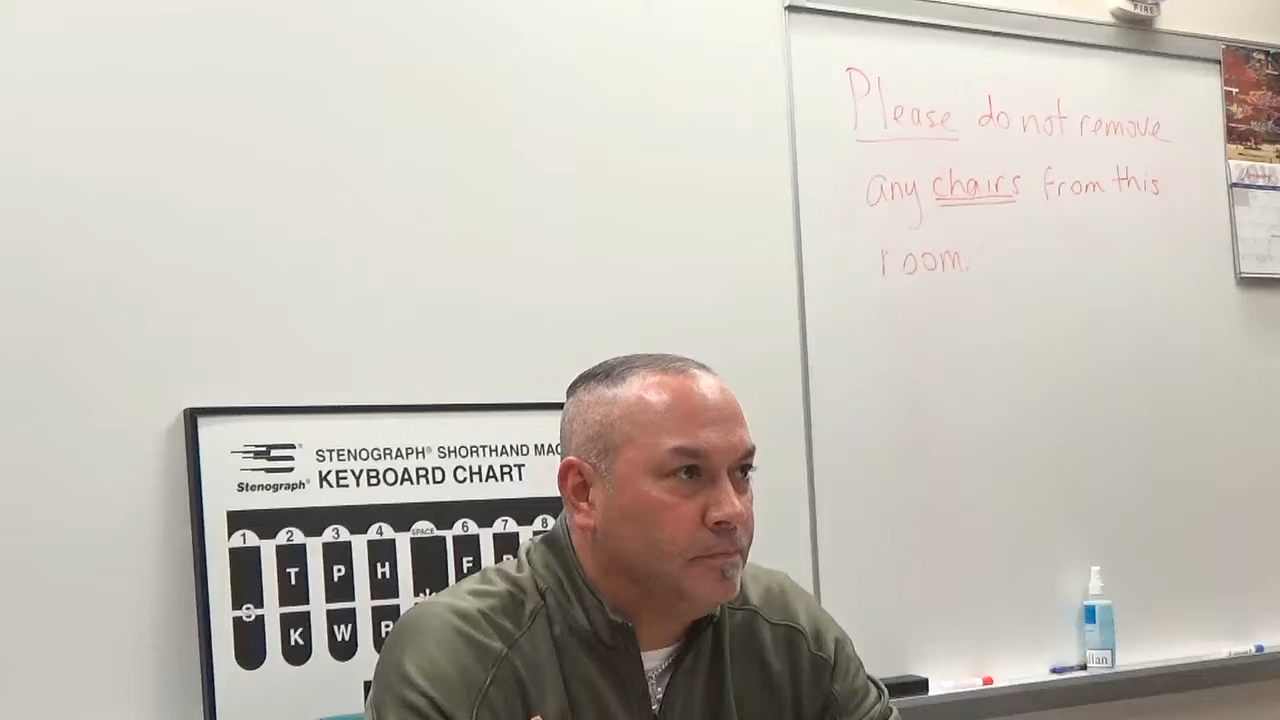 FIRE
Please do not remove
any chairs from this
room.
STENOGRAPH® SHORTHAND
Stenograph®
KEYBOARD CHART
1 2 3 4 SPACE 6 7 8
T P H F
S *
K W